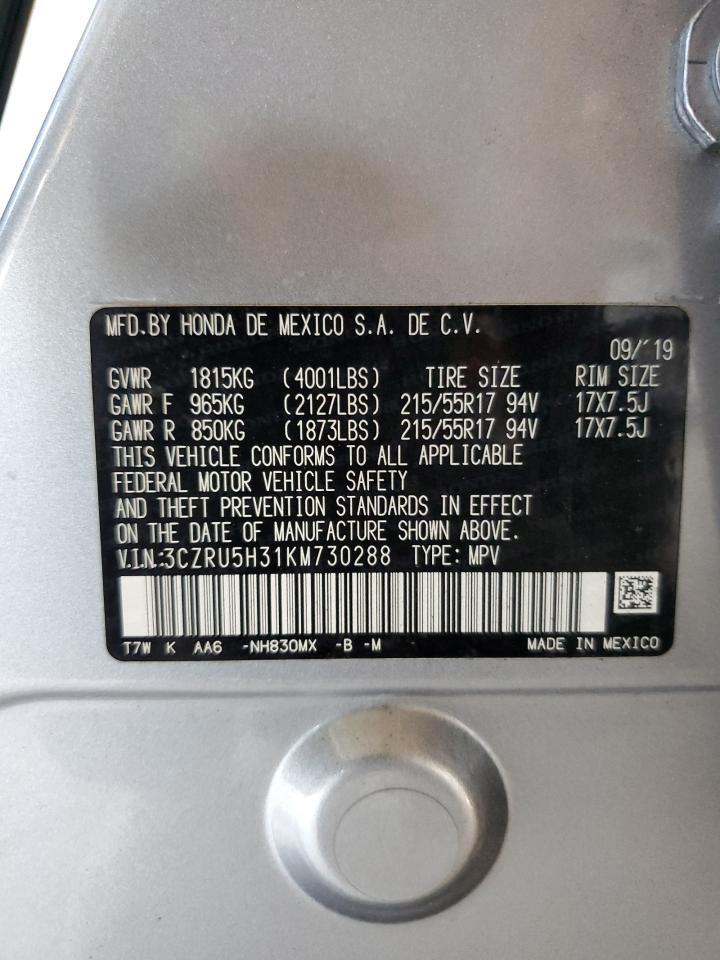 MFD.BY HONDA DE MEXICO S.A. DE C.V.
09/´19
GVWR 1815KG (4001LBS) TIRE SIZE RIM SIZE
GAWR F 965KG (2127LBS) 215/55R17 94V 17X7.5J
GAWR R 850KG (1873LBS) 215/55R17 94V 17X7.5J
THIS VEHICLE CONFORMS TO ALL APPLICABLE
FEDERAL MOTOR VEHICLE SAFETY
AND THEFT PREVENTION STANDARDS IN EFFECT
ON THE DATE OF MANUFACTURE SHOWN ABOVE.
V.I.N.:3CZRU5H31KM730288 TYPE: MPV
T7W K AA6 -NH830MX -B -M MADE IN MEXICO